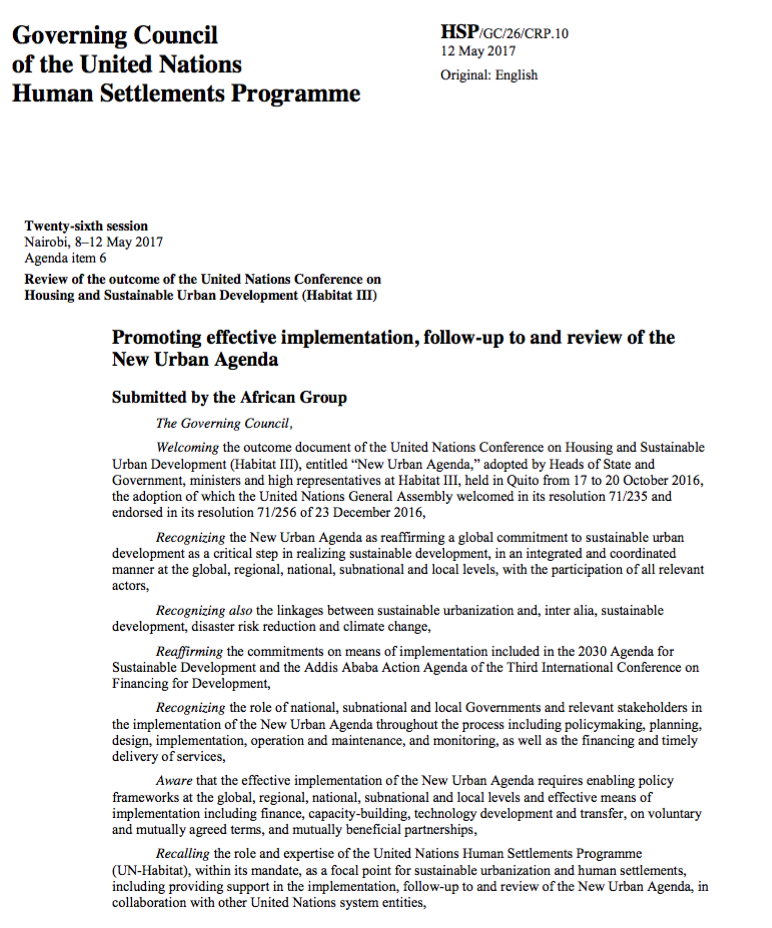 Governing Council
of the United Nations
Human Settlements Programme
HSP/GC/26/CRP.10
12 May 2017
Original: English
Twenty-sixth session
Nairobi, 8–12 May 2017
Agenda item 6
Review of the outcome of the United Nations Conference on
Housing and Sustainable Urban Development (Habitat III)
Promoting effective implementation, follow-up to and review of the
New Urban Agenda
Submitted by the African Group
The Governing Council,
Welcoming the outcome document of the United Nations Conference on Housing and Sustainable
Urban Development (Habitat III), entitled “New Urban Agenda,” adopted by Heads of State and
Government, ministers and high representatives at Habitat III, held in Quito from 17 to 20 October 2016,
the adoption of which the United Nations General Assembly welcomed in its resolution 71/235 and
endorsed in its resolution 71/256 of 23 December 2016,
Recognizing the New Urban Agenda as reaffirming a global commitment to sustainable urban
development as a critical step in realizing sustainable development, in an integrated and coordinated
manner at the global, regional, national, subnational and local levels, with the participation of all relevant
actors,
Recognizing also the linkages between sustainable urbanization and, inter alia, sustainable
development, disaster risk reduction and climate change,
Reaffirming the commitments on means of implementation included in the 2030 Agenda for
Sustainable Development and the Addis Ababa Action Agenda of the Third International Conference on
Financing for Development,
Recognizing the role of national, subnational and local Governments and relevant stakeholders in
the implementation of the New Urban Agenda throughout the process including policymaking, planning,
design, implementation, operation and maintenance, and monitoring, as well as the financing and timely
delivery of services,
Aware that the effective implementation of the New Urban Agenda requires enabling policy
frameworks at the global, regional, national, subnational and local levels and effective means of
implementation including finance, capacity-building, technology development and transfer, on voluntary
and mutually agreed terms, and mutually beneficial partnerships,
Recalling the role and expertise of the United Nations Human Settlements Programme
(UN-Habitat), within its mandate, as a focal point for sustainable urbanization and human settlements,
including providing support in the implementation, follow-up to and review of the New Urban Agenda, in
collaboration with other United Nations system entities,